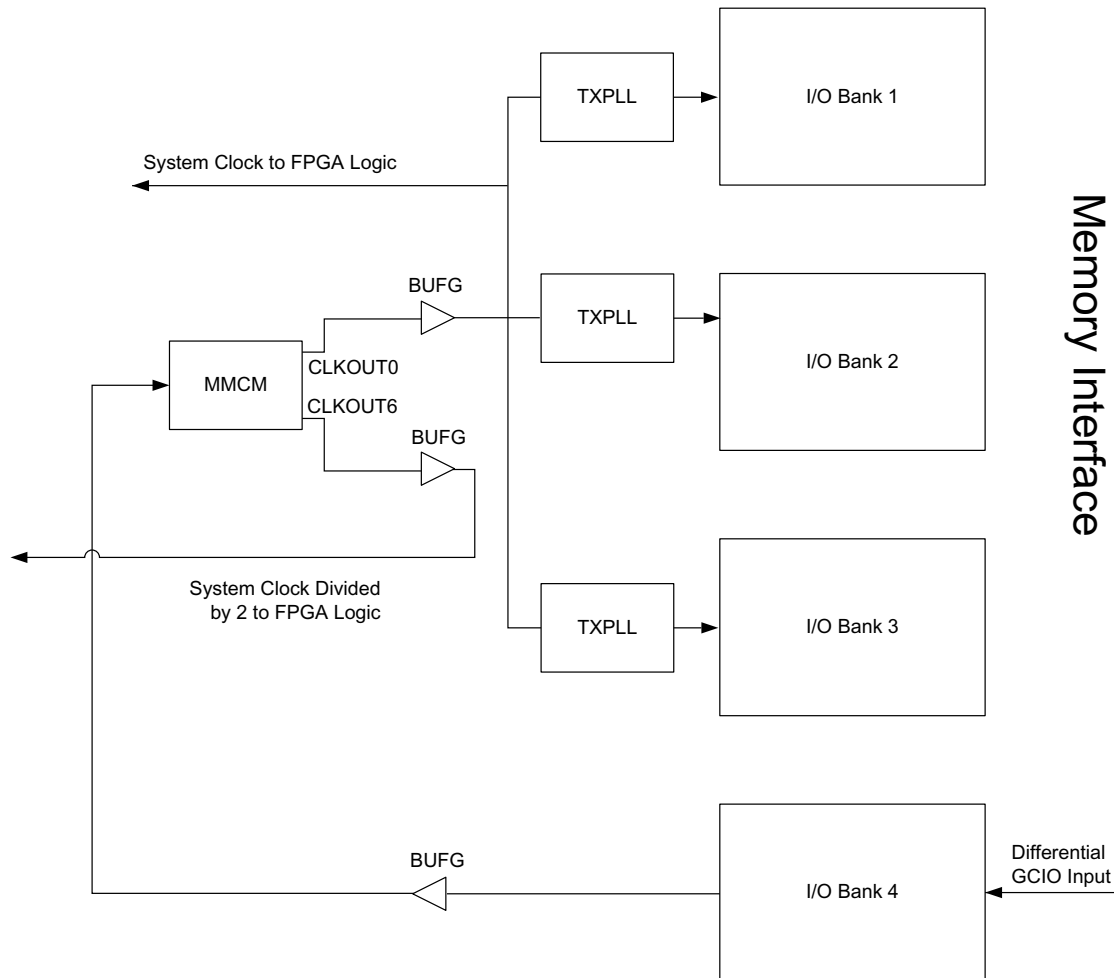 TXPLL
I/O Bank 1
System Clock to FPGA Logic
Memory Interface
BUFG
TXPLL
I/O Bank 2
CLKOUT0
MMCM
CLKOUT6
BUFG
System Clock Divided
by 2 to FPGA Logic
TXPLL
I/O Bank 3
BUFG
I/O Bank 4
Differential
GCIO Input